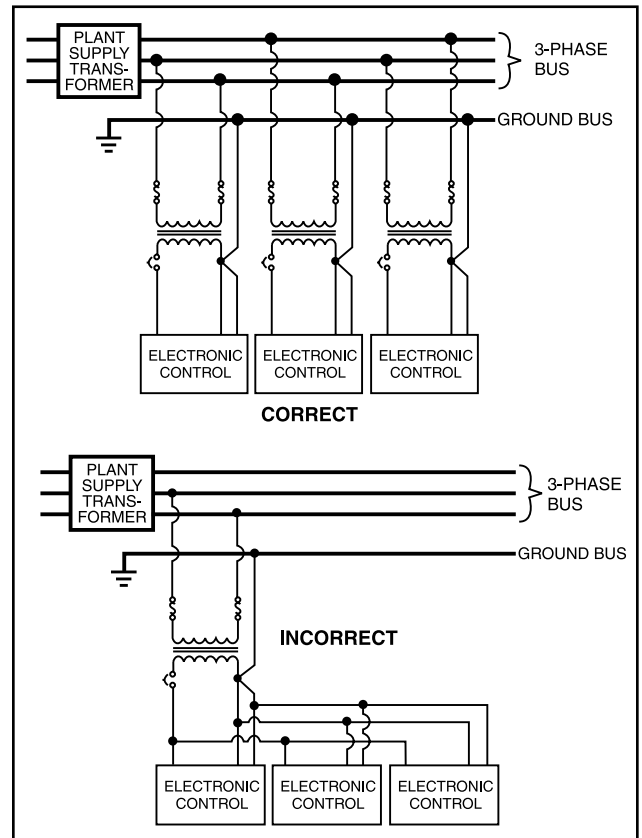 PLANT
SUPPLY
TRANS-
FORMER
3-PHASE
BUS
GROUND BUS
ELECTRONIC
CONTROL
ELECTRONIC
CONTROL
ELECTRONIC
CONTROL
CORRECT
PLANT
SUPPLY
TRANS-
FORMER
3-PHASE
BUS
GROUND BUS
INCORRECT
ELECTRONIC
CONTROL
ELECTRONIC
CONTROL
ELECTRONIC
CONTROL